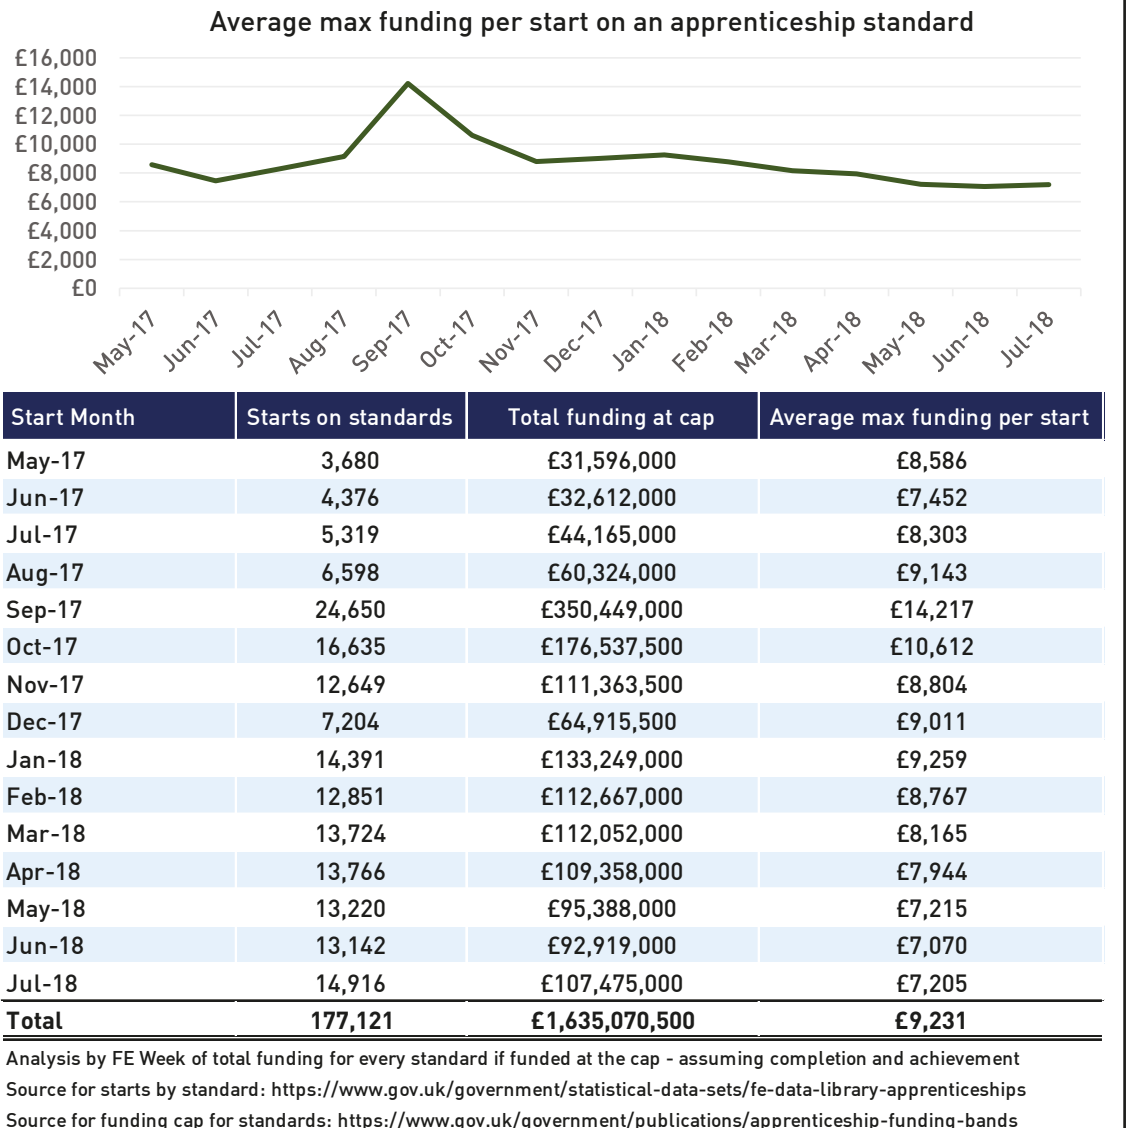 Average max funding per start on an apprenticeship standard
£16,000
£14,000
£12,000
£10,000
£8,000
£6,000
£4,000
£2,000
£0
May-17 Jun-17 Jul-17 Aug-17 Sep-17 Oct-17 Nov-17 Dec-17 Jan-18 Feb-18 Mar-18 Apr-18 May-18 Jun-18 Jul-18
Start Month Starts on standards Total funding at cap Average max funding per start
May-17 3,680 £31,596,000 £8,586
Jun-17 4,376 £32,612,000 £7,452
Jul-17 5,319 £44,165,000 £8,303
Aug-17 6,598 £60,324,000 £9,143
Sep-17 24,650 £350,449,000 £14,217
Oct-17 16,635 £176,537,500 £10,612
Nov-17 12,649 £111,363,500 £8,804
Dec-17 7,204 £64,915,500 £9,011
Jan-18 14,391 £133,249,000 £9,259
Feb-18 12,851 £112,667,000 £8,767
Mar-18 13,724 £112,052,000 £8,165
Apr-18 13,766 £109,358,000 £7,944
May-18 13,220 £95,388,000 £7,215
Jun-18 13,142 £92,919,000 £7,070
Jul-18 14,916 £107,475,000 £7,205
Total 177,121 £1,635,070,500 £9,231
Analysis by FE Week of total funding for every standard if funded at the cap - assuming completion and achievement
Source for starts by standard: https://www.gov.uk/government/statistical-data-sets/fe-data-library-apprenticeships
Source for funding cap for standards: https://www.gov.uk/government/publications/apprenticeship-funding-bands